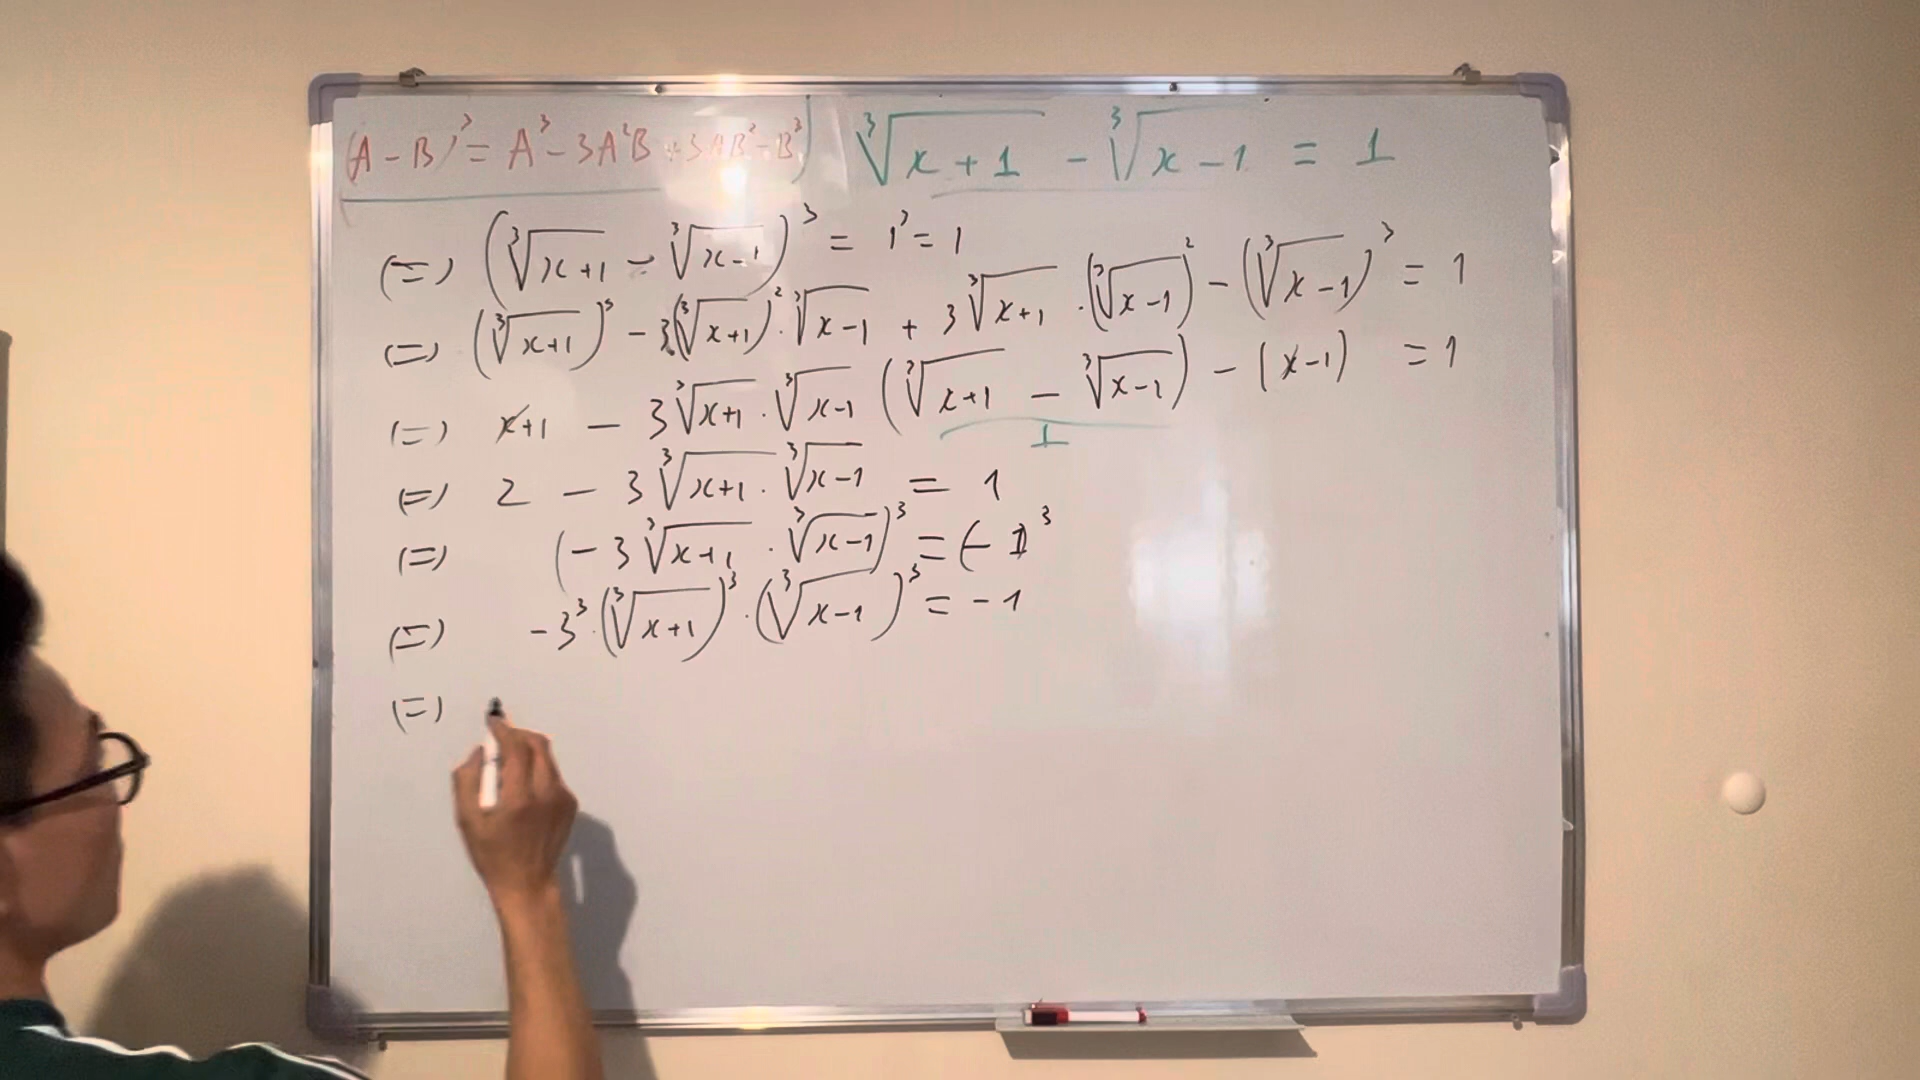 (A - B)³ = A³ - 3A²B + 3AB² - B³
∛(x + 1) - ∛(x - 1) = 1
(=) (∛(x+1) - ∛(x-1))³ = 1³ = 1
(=) (∛(x+1))³ - 3(∛(x+1))² · ∛(x-1) + 3∛(x+1) · (∛(x-1))² - (∛(x-1))³ = 1
(=) x+1 - 3∛(x+1) · ∛(x-1) (∛(x+1) - ∛(x-1)) - (x-1) = 1
1
(=) 2 - 3∛(x+1) · ∛(x-1) = 1
(=) (-3∛(x+1) · ∛(x-1))³ = (-1³
(=) -3³ · (∛(x+1))³ · (∛(x-1))³ = -1
(=)